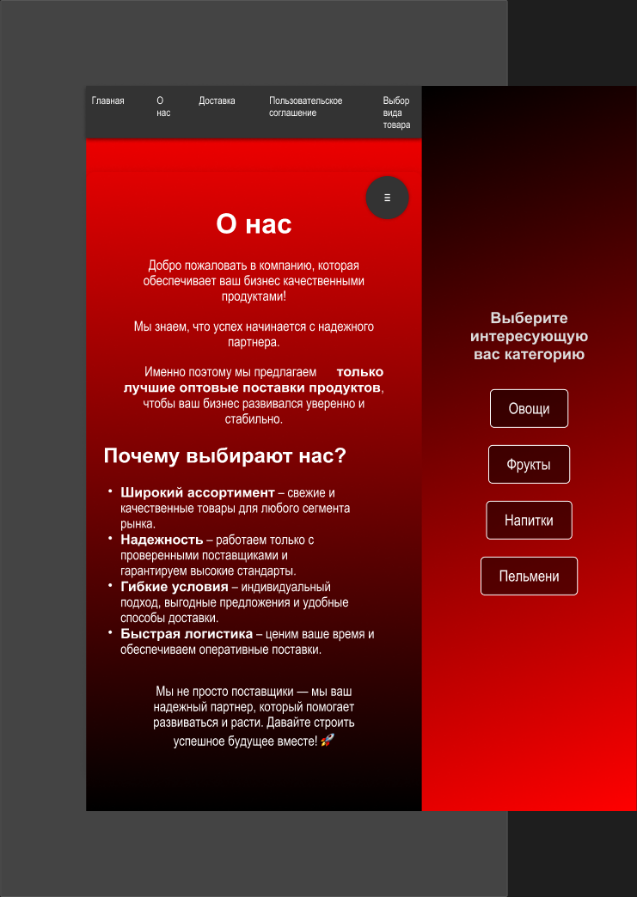 Главная
О
нас
Доставка
Пользовательское
соглашение
Выбор
вида
товара
О нас
Добро пожаловать в компанию, которая
обеспечивает ваш бизнес качественными
продуктами!
Мы знаем, что успех начинается с надежного
партнера.
Именно поэтому мы предлагаем только
лучшие оптовые поставки продуктов,
чтобы ваш бизнес развивался уверенно и
стабильно.
Почему выбирают нас?
• Широкий ассортимент – свежие и
качественные товары для любого сегмента
рынка.
• Надежность – работаем только с
проверенными поставщиками и
гарантируем высокие стандарты.
• Гибкие условия – индивидуальный
подход, выгодные предложения и удобные
способы доставки.
• Быстрая логистика – ценим ваше время и
обеспечиваем оперативные поставки.
Мы не просто поставщики — мы ваш
надежный партнер, который помогает
развиваться и расти. Давайте строить
успешное будущее вместе! 🚀
Выберите
интересующую
вас категорию
Овощи
Фрукты
Напитки
Пельмени